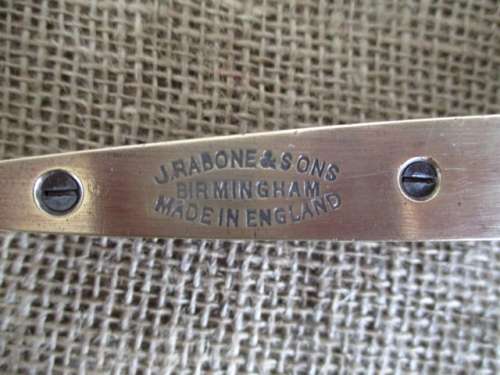 J. RABONE & SONS
BIRMINGHAM
MADE IN ENGLAND